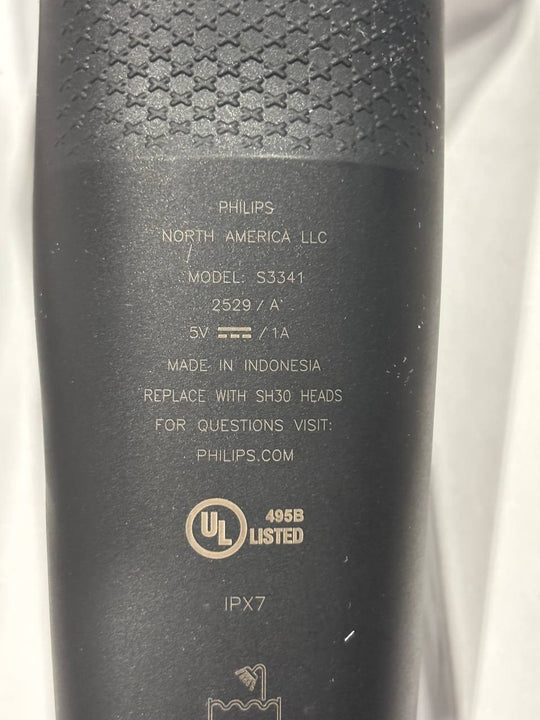 PHILIPS
NORTH AMERICA LLC
MODEL: S3341
2529 / A
5V / 1A
MADE IN INDONESIA
REPLACE WITH SH30 HEADS
FOR QUESTIONS VISIT:
PHILIPS.COM
UL 495B
LISTED
IPX7